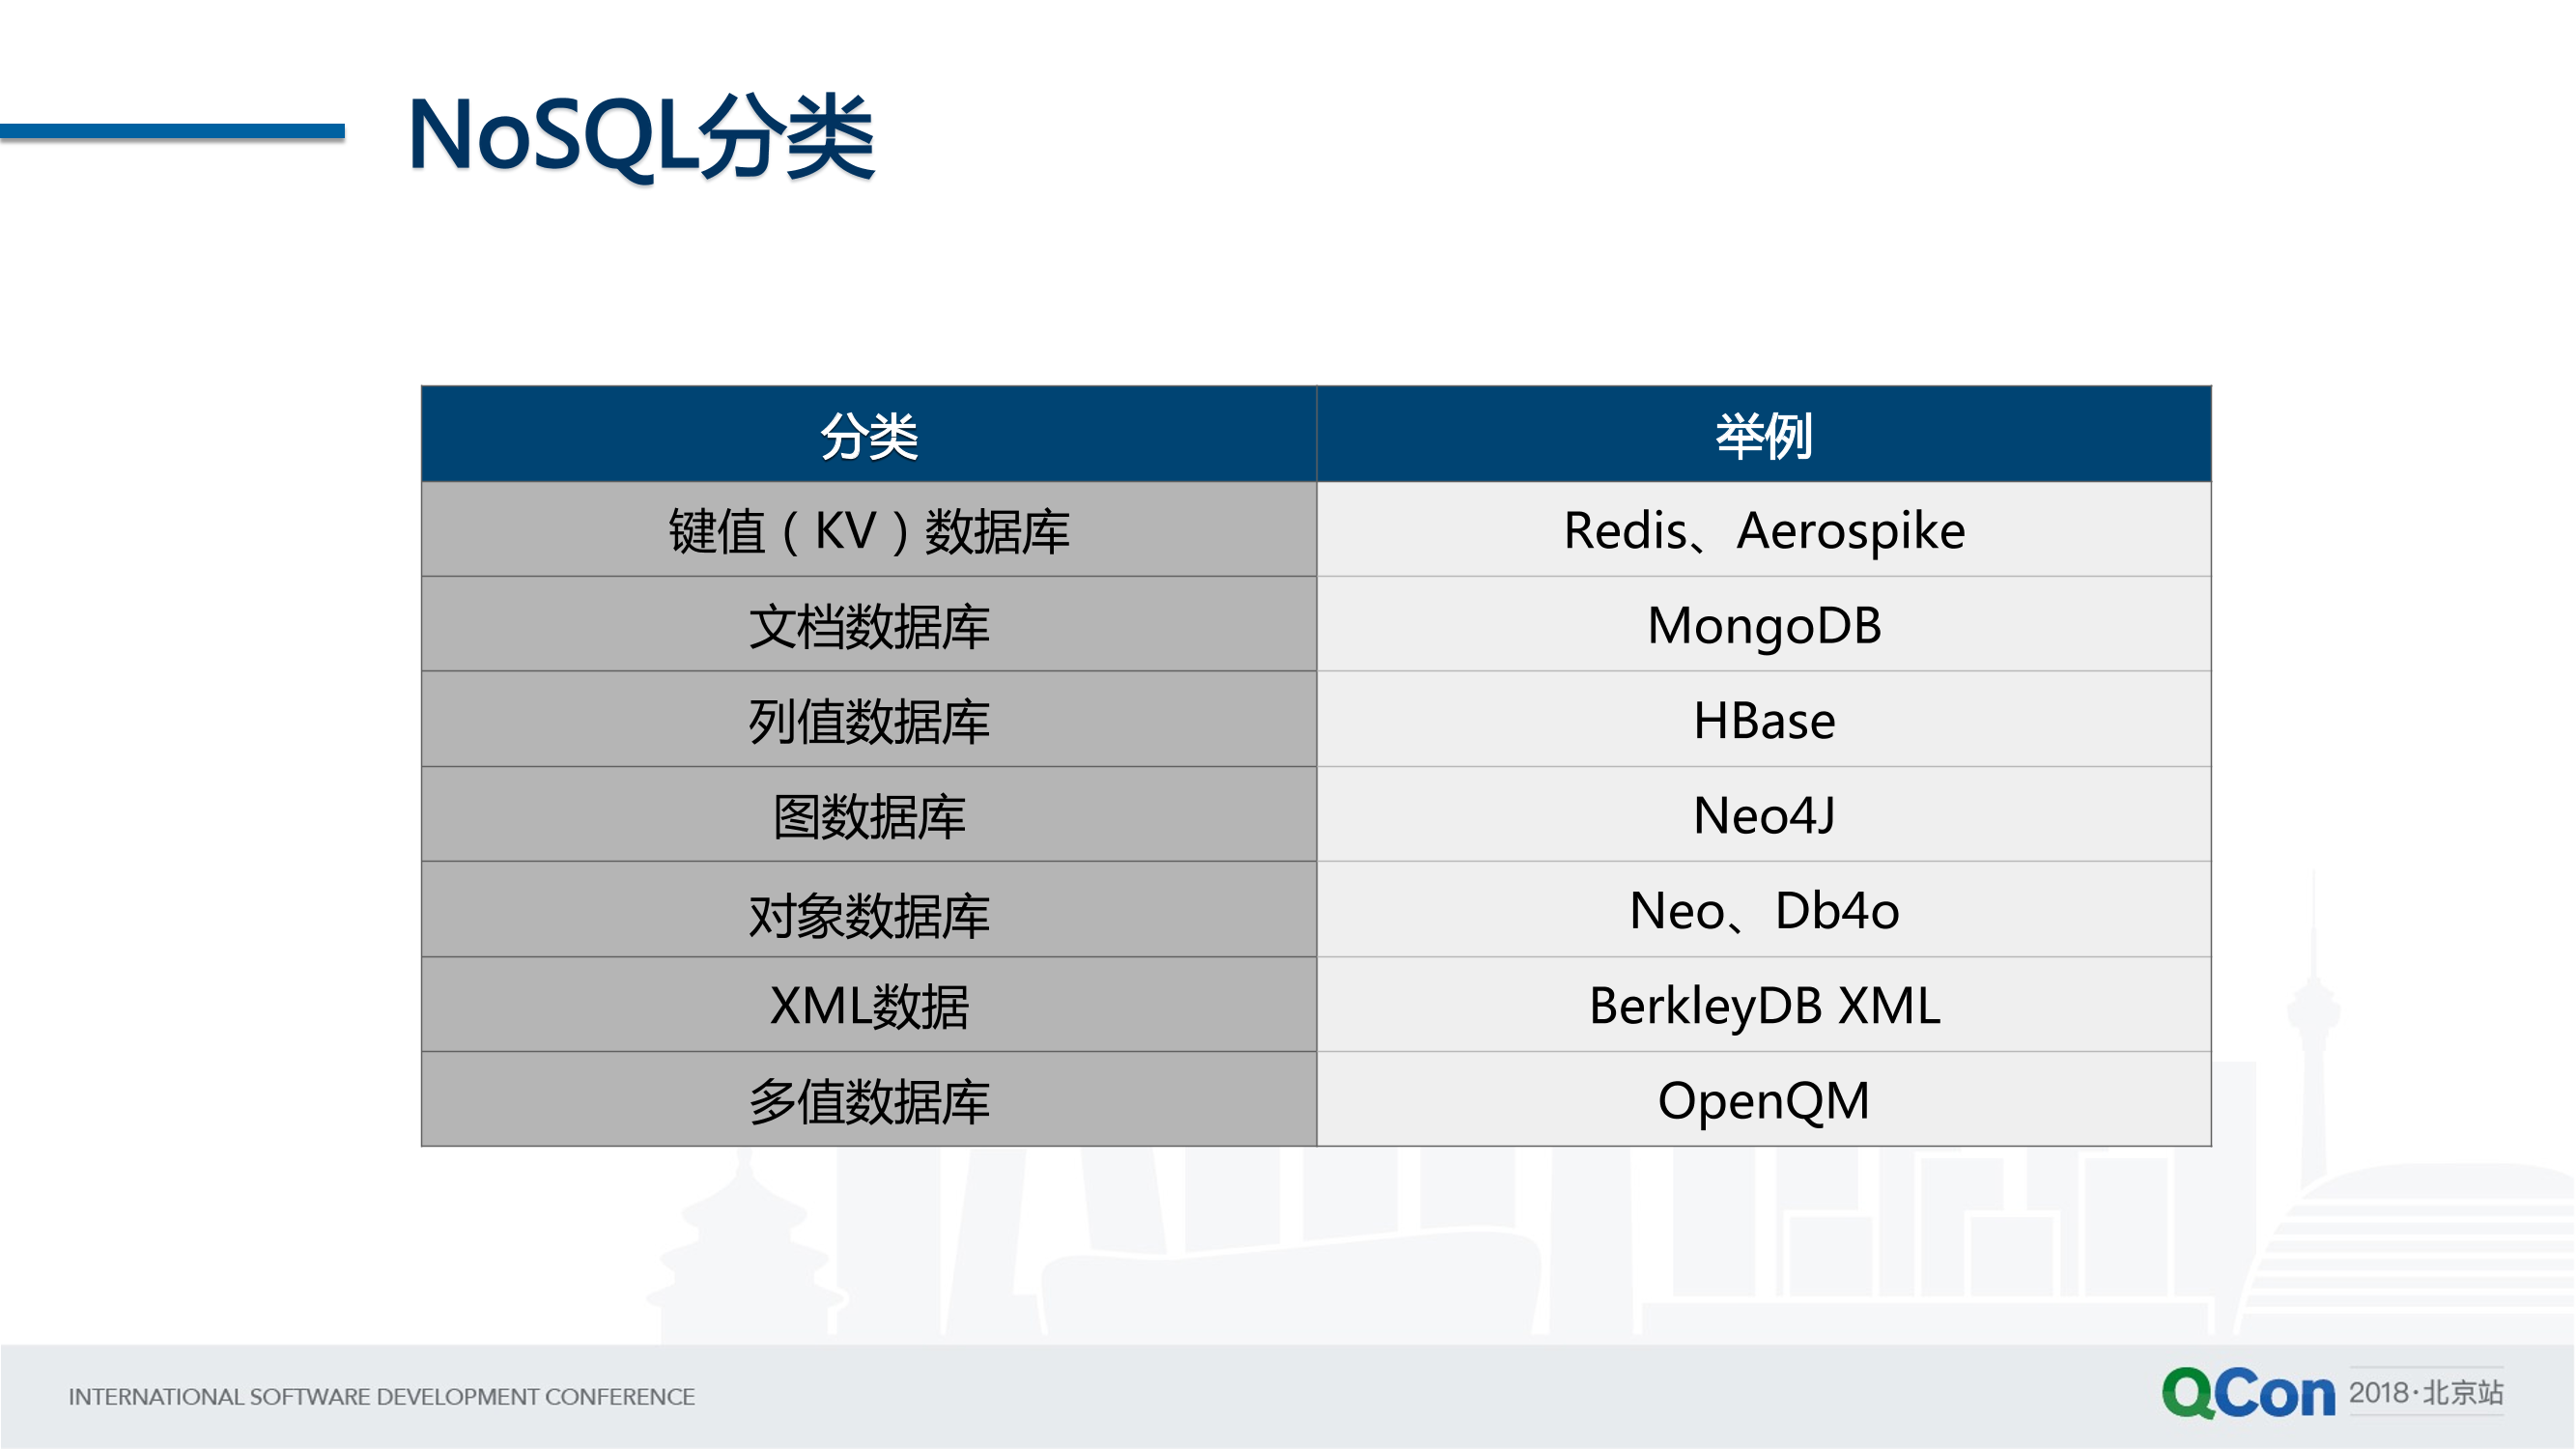 NoSQL分类
分类 举例
键值（KV）数据库 Redis、Aerospike
文档数据库 MongoDB
列值数据库 HBase
图数据库 Neo4J
对象数据库 Neo、Db4o
XML数据 BerkleyDB XML
多值数据库 OpenQM
INTERNATIONAL SOFTWARE DEVELOPMENT CONFERENCE
QCon 2018·北京站